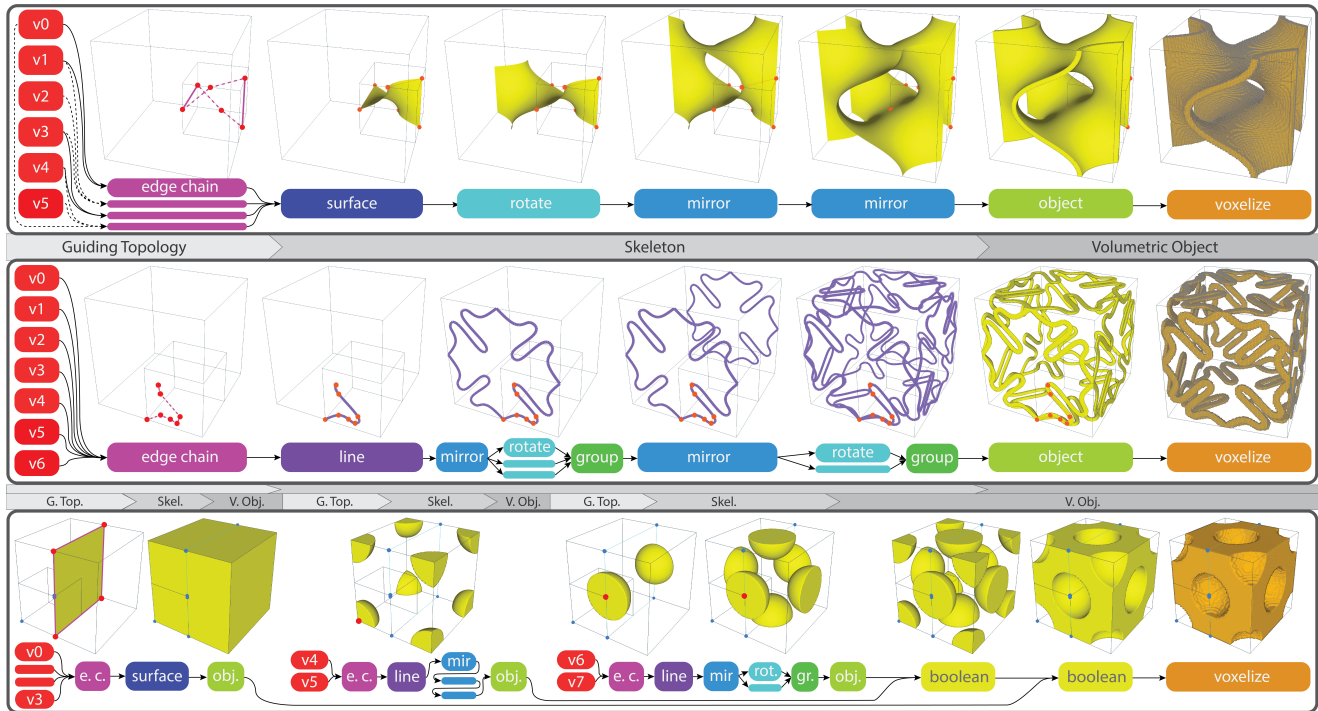 v0
v1
v2
v3
v4
v5
edge chain
surface
rotate
mirror
mirror
object
voxelize
Guiding Topology
Skeleton
Volumetric Object
v0
v1
v2
v3
v4
v5
v6
edge chain
line
mirror
rotate
group
mirror
rotate
group
object
voxelize
G. Top.
Skel.
V. Obj.
G. Top.
Skel.
V. Obj.
G. Top.
Skel.
V. Obj.
v0
v3
e. c.
surface
obj.
v4
v5
e. c.
line
mir
obj.
v6
v7
e. c.
line
mir
rot.
gr.
obj.
boolean
boolean
voxelize